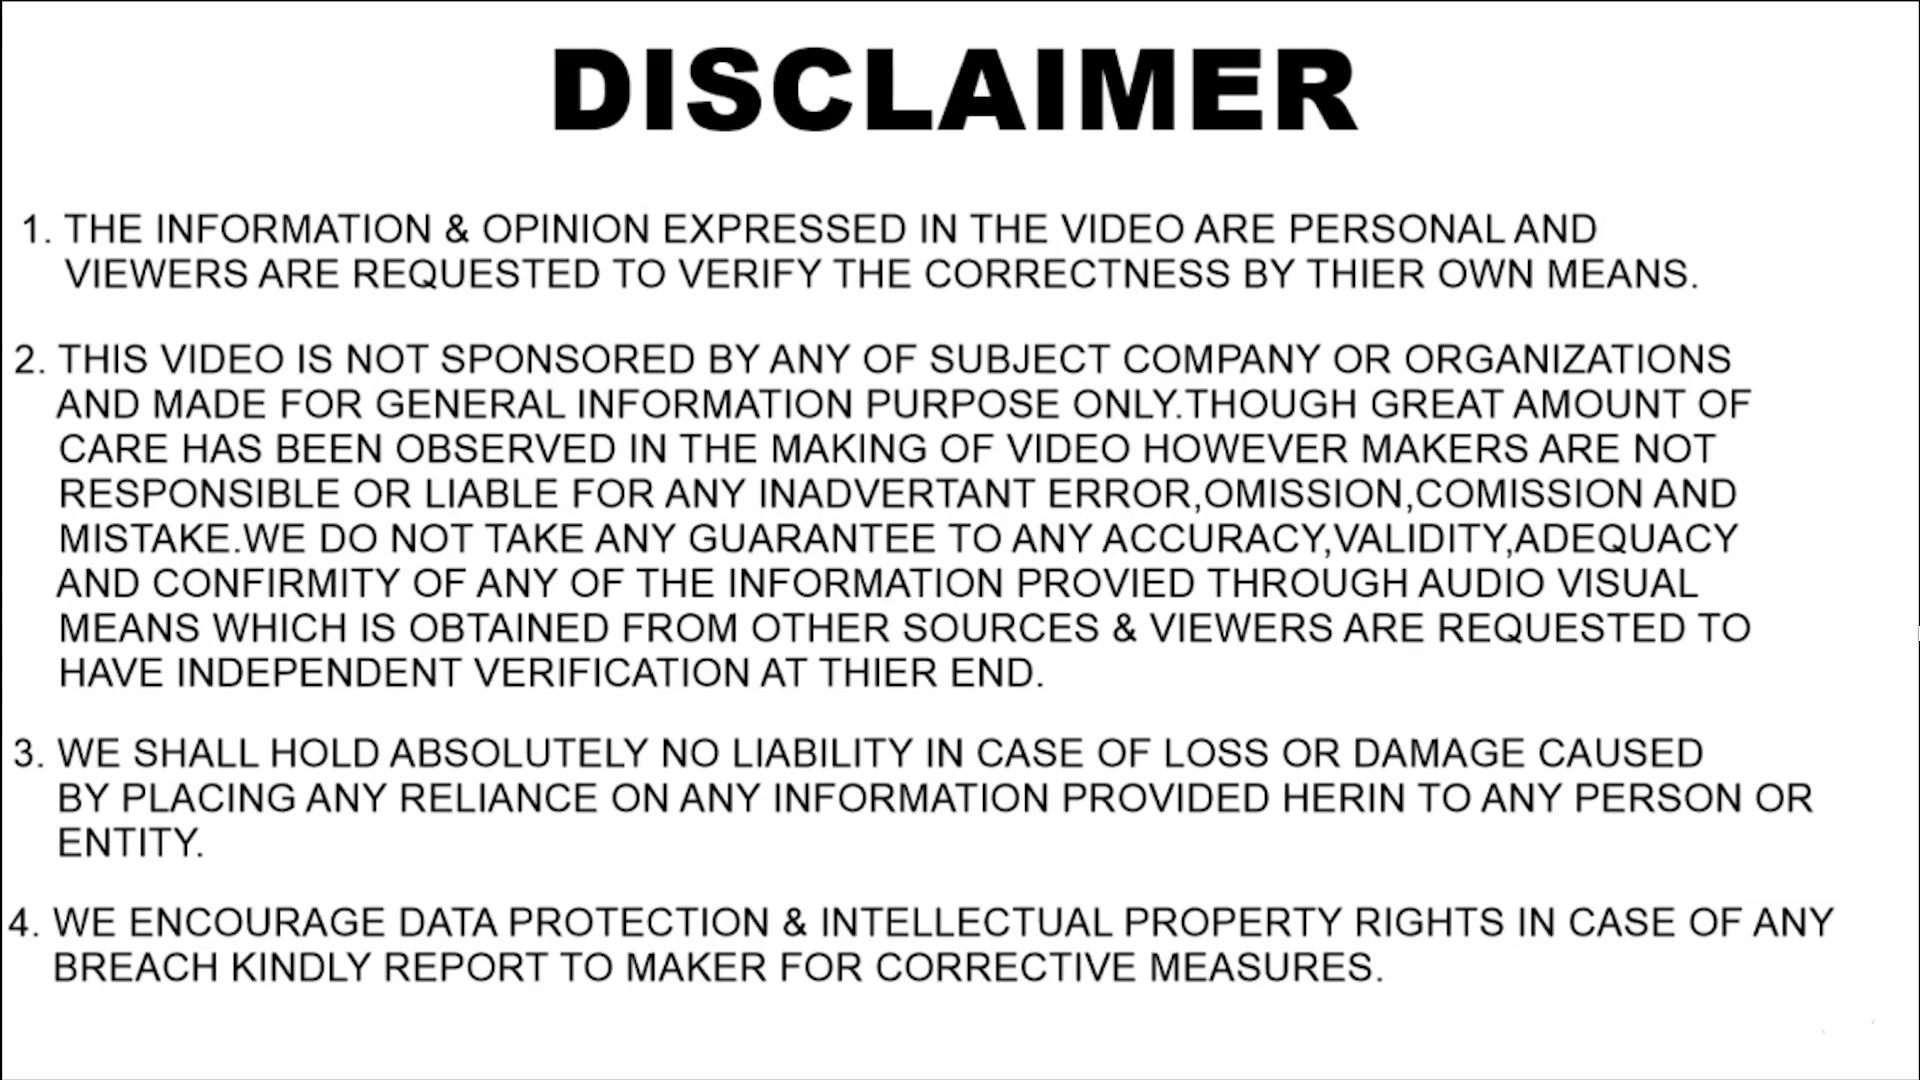 DISCLAIMER
1. THE INFORMATION & OPINION EXPRESSED IN THE VIDEO ARE PERSONAL AND
VIEWERS ARE REQUESTED TO VERIFY THE CORRECTNESS BY THIER OWN MEANS.
2. THIS VIDEO IS NOT SPONSORED BY ANY OF SUBJECT COMPANY OR ORGANIZATIONS
AND MADE FOR GENERAL INFORMATION PURPOSE ONLY.THOUGH GREAT AMOUNT OF
CARE HAS BEEN OBSERVED IN THE MAKING OF VIDEO HOWEVER MAKERS ARE NOT
RESPONSIBLE OR LIABLE FOR ANY INADVERTANT ERROR,OMISSION,COMISSION AND
MISTAKE.WE DO NOT TAKE ANY GUARANTEE TO ANY ACCURACY,VALIDITY,ADEQUACY
AND CONFIRMITY OF ANY OF THE INFORMATION PROVIED THROUGH AUDIO VISUAL
MEANS WHICH IS OBTAINED FROM OTHER SOURCES & VIEWERS ARE REQUESTED TO
HAVE INDEPENDENT VERIFICATION AT THIER END.
3. WE SHALL HOLD ABSOLUTELY NO LIABILITY IN CASE OF LOSS OR DAMAGE CAUSED
BY PLACING ANY RELIANCE ON ANY INFORMATION PROVIDED HERIN TO ANY PERSON OR
ENTITY.
4. WE ENCOURAGE DATA PROTECTION & INTELLECTUAL PROPERTY RIGHTS IN CASE OF ANY
BREACH KINDLY REPORT TO MAKER FOR CORRECTIVE MEASURES.